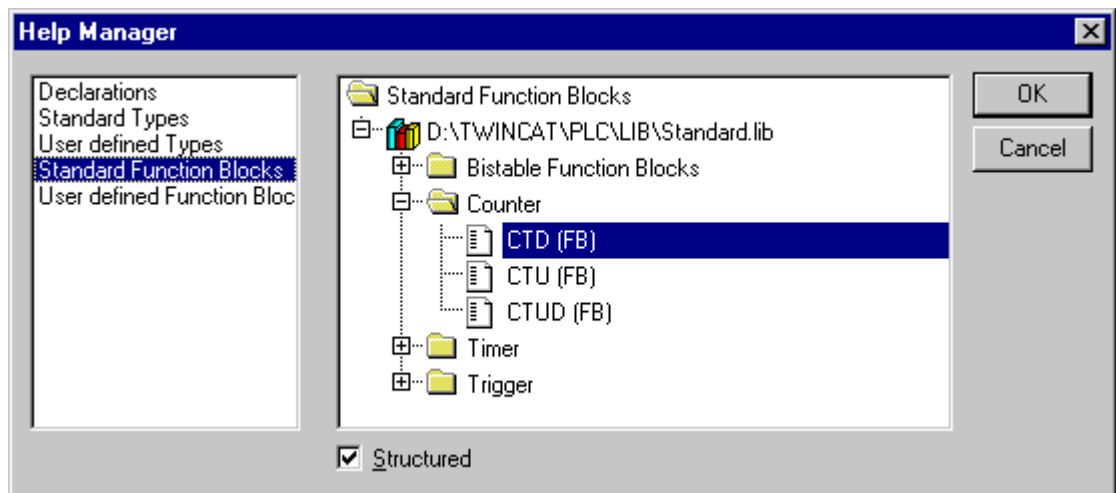 Help Manager
Declarations
Standard Types
User defined Types
Standard Function Blocks
User defined Function Bloc
Standard Function Blocks
D:\TWINCAT\PLC\LIB\Standard.lib
Bistable Function Blocks
Counter
CTD (FB)
CTU (FB)
CTUD (FB)
Timer
Trigger
Structured
OK
Cancel